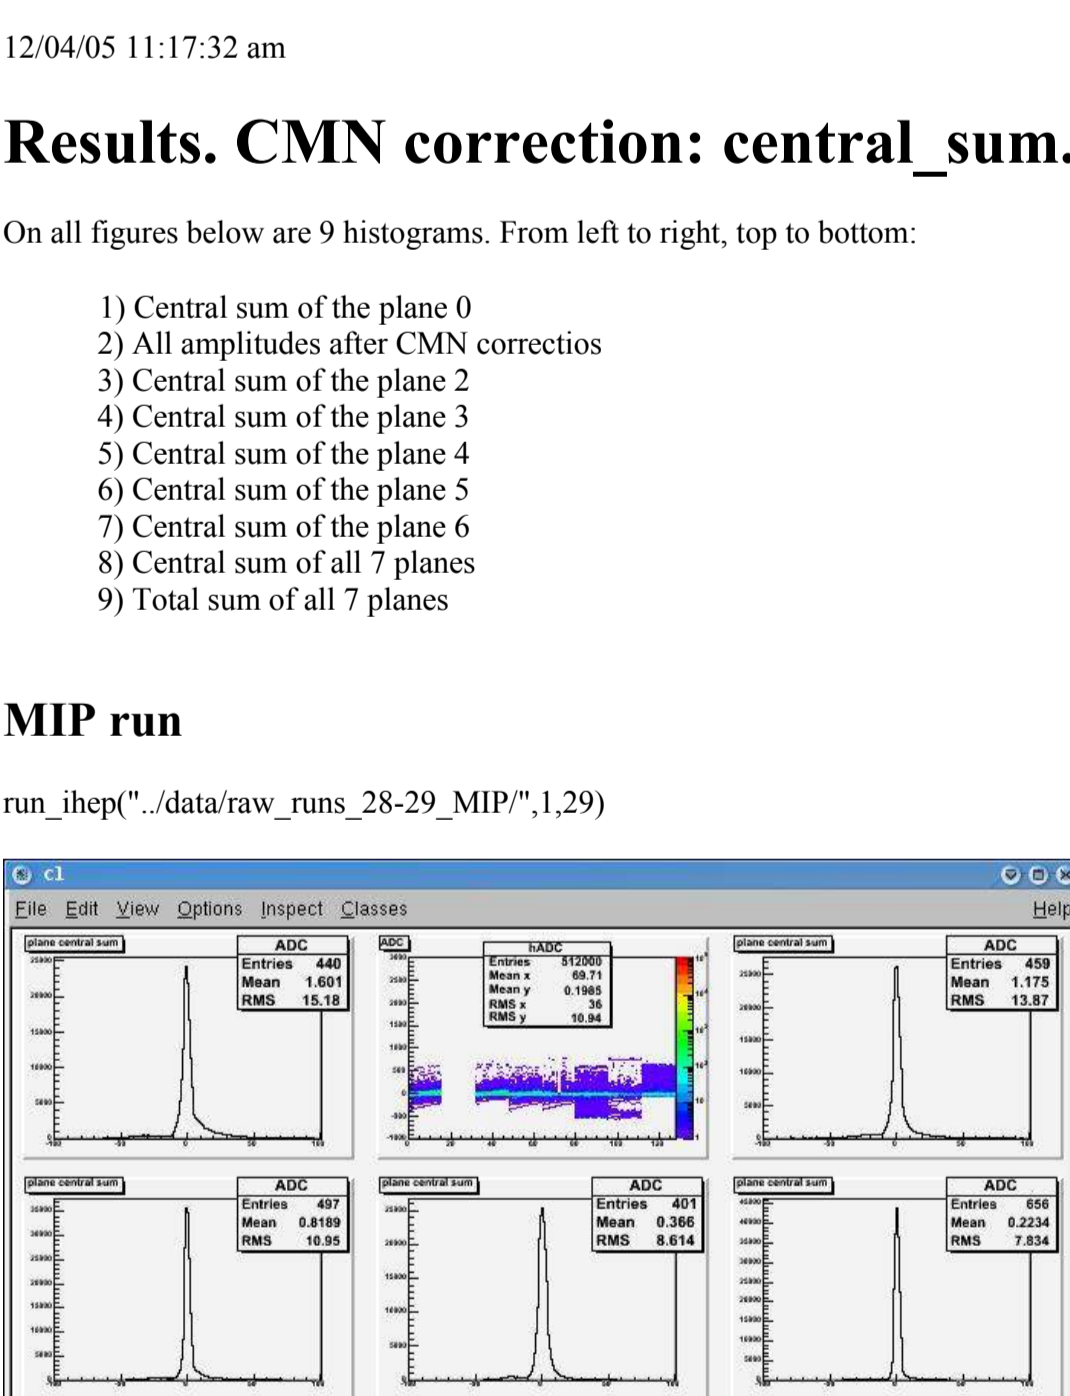 12/04/05 11:17:32 am
Results. CMN correction: central_sum.
On all figures below are 9 histograms. From left to right, top to bottom:
1) Central sum of the plane 0
2) All amplitudes after CMN correctios
3) Central sum of the plane 2
4) Central sum of the plane 3
5) Central sum of the plane 4
6) Central sum of the plane 5
7) Central sum of the plane 6
8) Central sum of all 7 planes
9) Total sum of all 7 planes
MIP run
run_ihep("../data/raw_runs_28-29_MIP/",1,29)
c1
File Edit View Options Inspect Classes Help
plane central sum
ADC
Entries 440
Mean 1.601
RMS 15.18
ADC
hADC
Entries 512000
Mean x 69.71
Mean y 0.1985
RMS x 36
RMS y 10.94
plane central sum
ADC
Entries 459
Mean 1.175
RMS 13.87
plane central sum
ADC
Entries 497
Mean 0.8189
RMS 10.95
plane central sum
ADC
Entries 401
Mean 0.366
RMS 8.614
plane central sum
ADC
Entries 656
Mean 0.2234
RMS 7.834